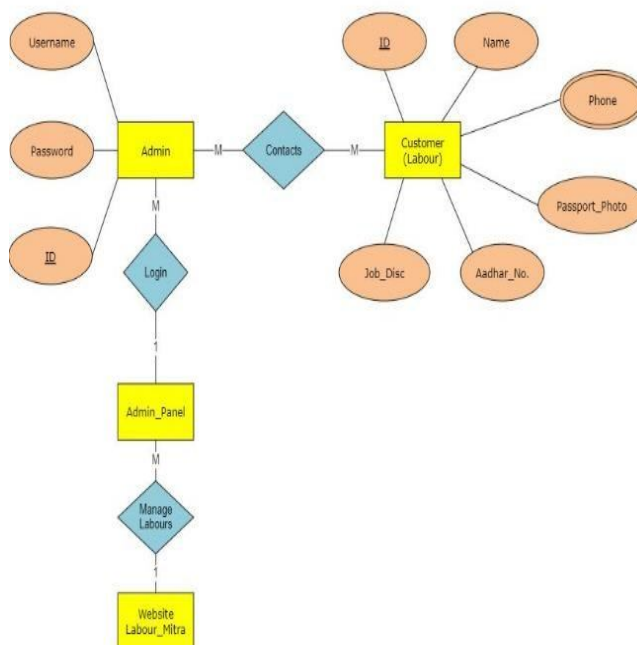 Username
ID
Name
Phone
Password
Admin
M
Contacts
M
Customer
(Labour)
Passport_Photo
ID
M
Login
Job_Disc
Aadhar_No.
1
Admin_Panel
M
Manage
Labours
1
Website
Labour_Mitra